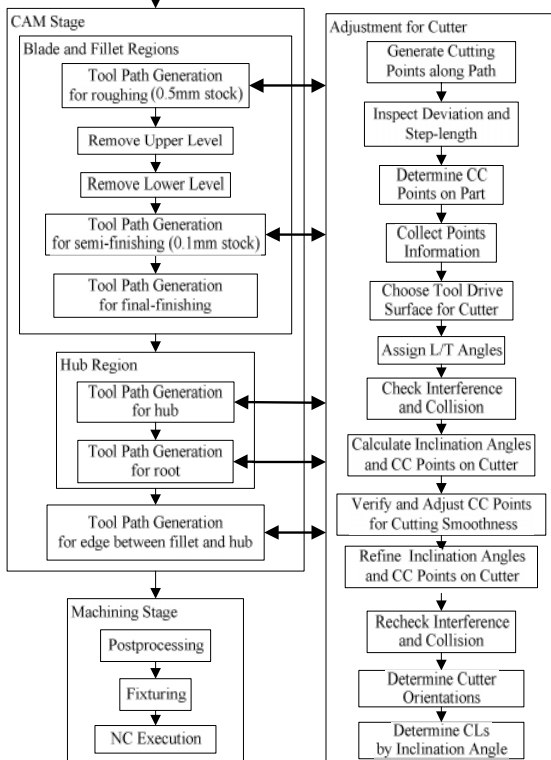 CAM Stage
Blade and Fillet Regions
Tool Path Generation
for roughing (0.5mm stock)
Remove Upper Level
Remove Lower Level
Tool Path Generation
for semi-finishing (0.1mm stock)
Tool Path Generation
for final-finishing
Hub Region
Tool Path Generation
for hub
Tool Path Generation
for root
Tool Path Generation
for edge between fillet and hub
Machining Stage
Postprocessing
Fixturing
NC Execution
Adjustment for Cutter
Generate Cutting
Points along Path
Inspect Deviation and
Step-length
Determine CC
Points on Part
Collect Points
Information
Choose Tool Drive
Surface for Cutter
Assign L/T Angles
Check Interference
and Collision
Calculate Inclination Angles
and CC Points on Cutter
Verify and Adjust CC Points
for Cutting Smoothness
Refine Inclination Angles
and CC Points on Cutter
Recheck Interference
and Collision
Determine Cutter
Orientations
Determine CLs
by Inclination Angle